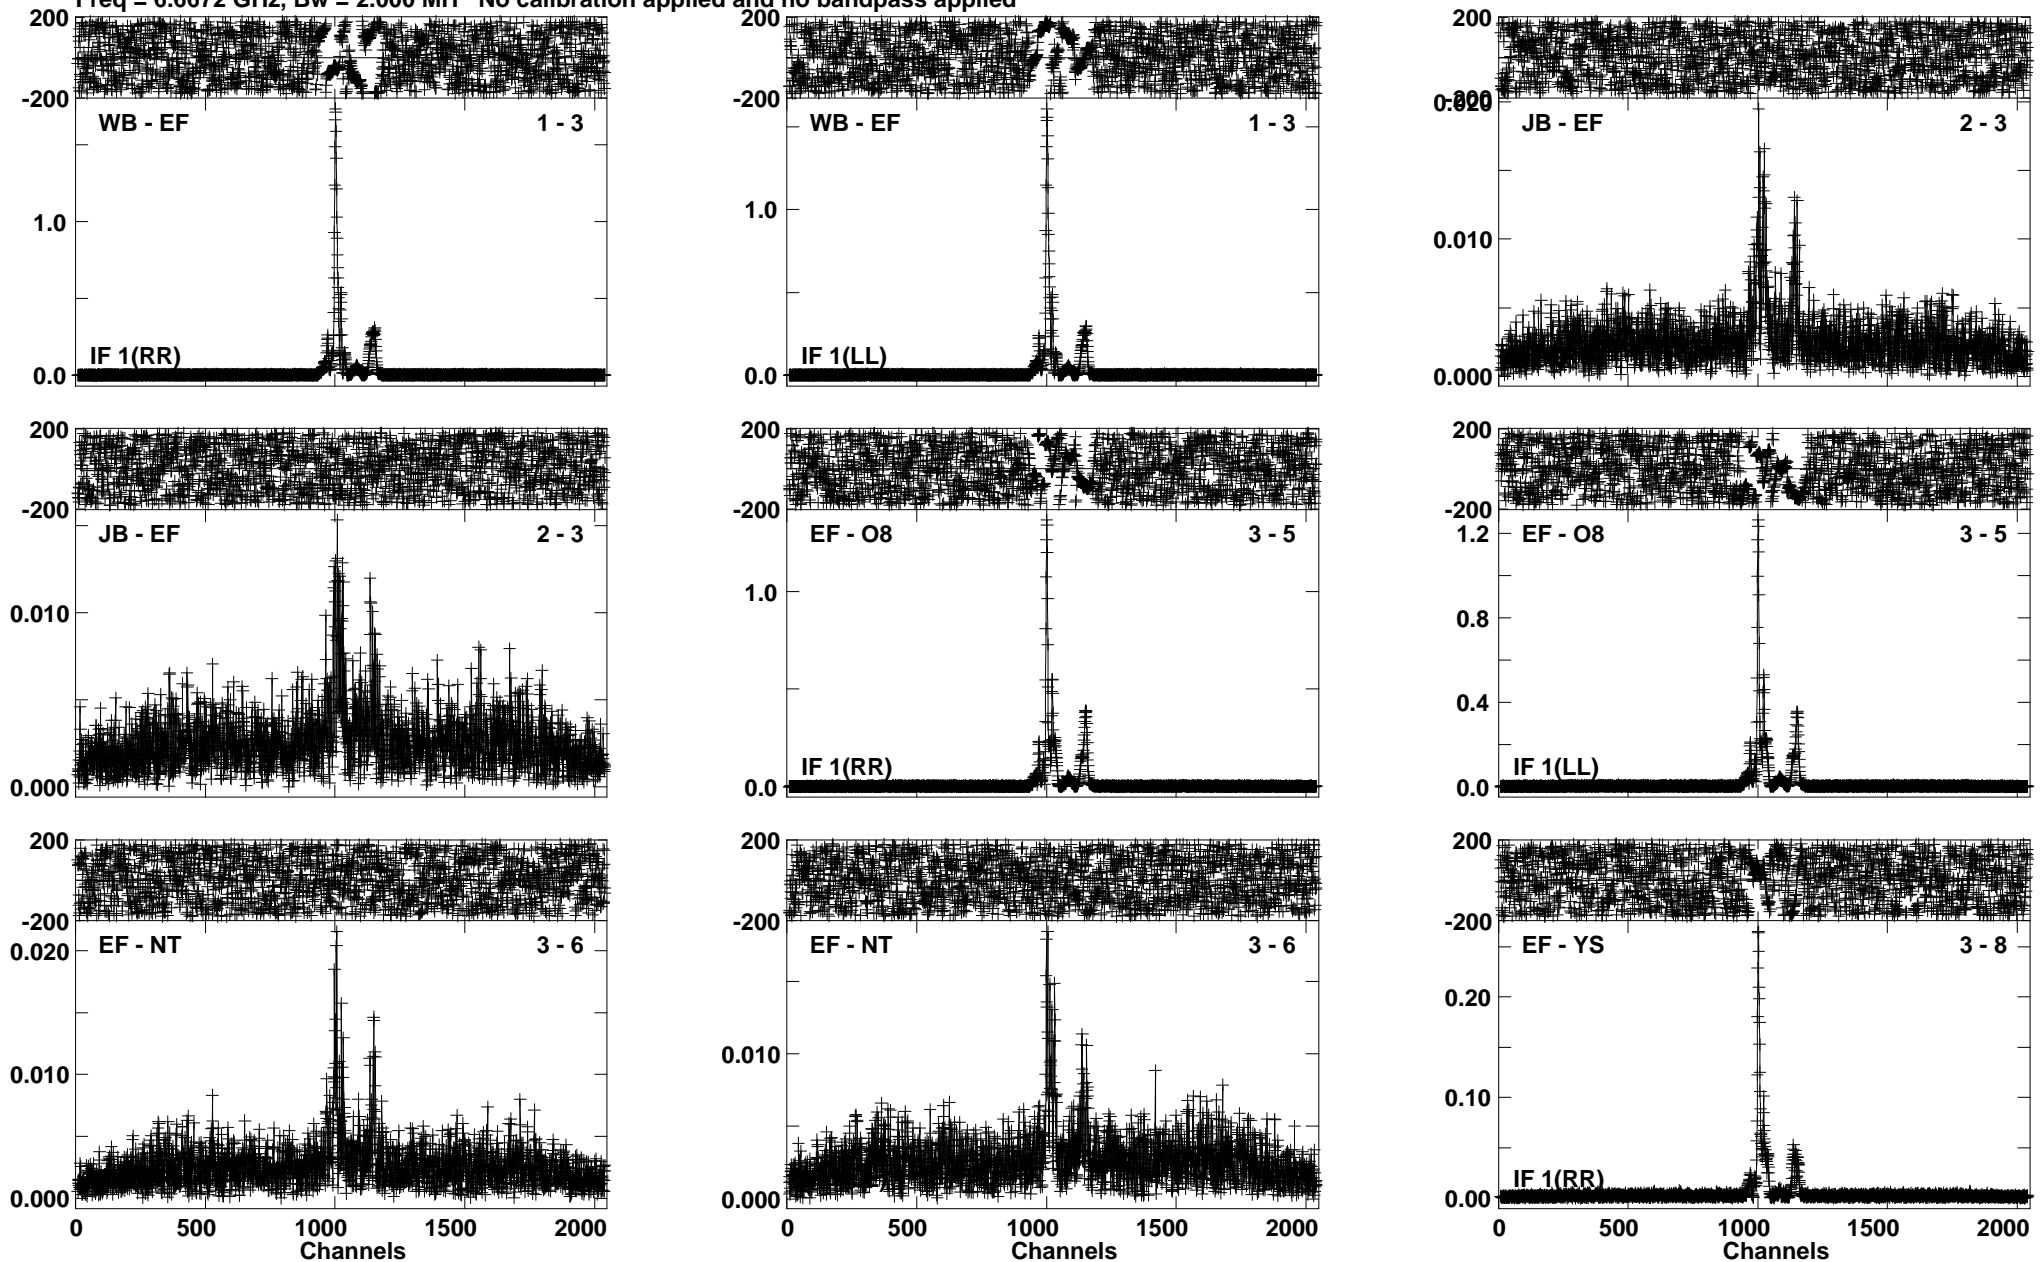 Freq = 6.6672 GHz, Bw = 2.000 MH No calibration applied and no bandpass applied
200
-200
WB - EF 1 - 3
1.0
IF 1(RR)
0.0
200
-200
WB - EF 1 - 3
1.0
IF 1(LL)
0.0
200
-200
0.020
JB - EF 2 - 3
0.010
0.000
200
-200
JB - EF 2 - 3
0.010
0.000
200
-200
EF - O8 3 - 5
1.0
IF 1(RR)
0.0
200
-200
1.2
EF - O8 3 - 5
0.8
0.4
IF 1(LL)
0.0
200
-200
EF - NT 3 - 6
0.020
0.010
0.000
0 500 1000 1500 2000
Channels
200
-200
EF - NT 3 - 6
0.010
0.000
0 500 1000 1500 2000
Channels
200
-200
EF - YS 3 - 8
0.20
0.10
IF 1(RR)
0.00
0 500 1000 1500 2000
Channels